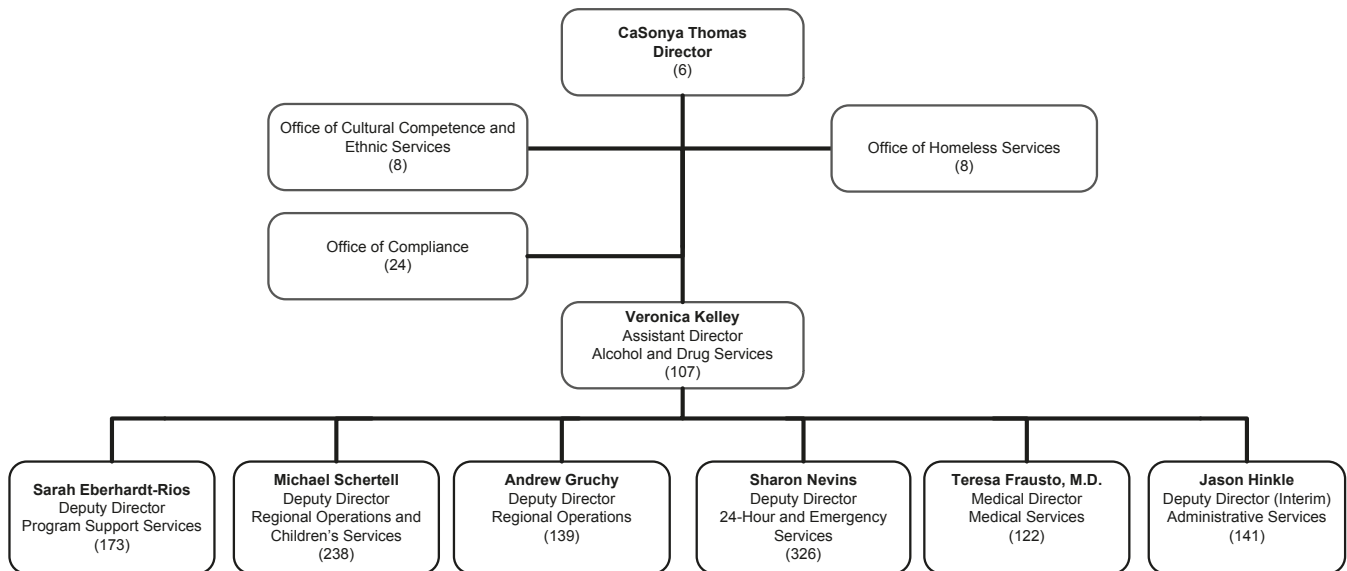 CaSonya Thomas
Director
(6)
Office of Cultural Competence and
Ethnic Services
(8)
Office of Homeless Services
(8)
Office of Compliance
(24)
Veronica Kelley
Assistant Director
Alcohol and Drug Services
(107)
Sarah Eberhardt-Rios
Deputy Director
Program Support Services
(173)
Michael Schertell
Deputy Director
Regional Operations and
Children’s Services
(238)
Andrew Gruchy
Deputy Director
Regional Operations
(139)
Sharon Nevins
Deputy Director
24-Hour and Emergency
Services
(326)
Teresa Frausto, M.D.
Medical Director
Medical Services
(122)
Jason Hinkle
Deputy Director (Interim)
Administrative Services
(141)